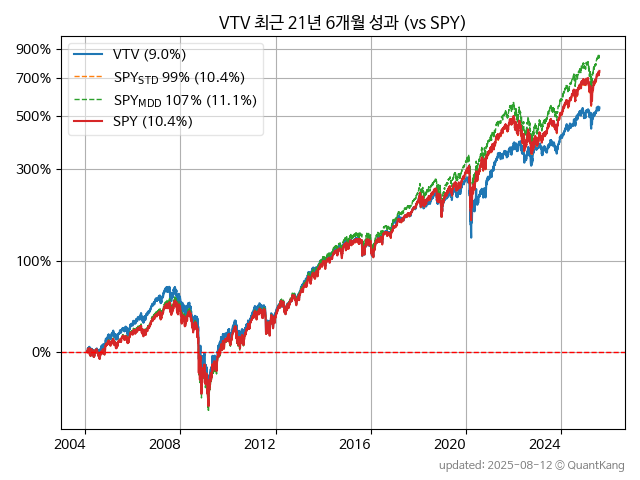 VTV 최근 21년 6개월 성과 (vs SPY)
900%
700%
500%
300%
100%
0%
VTV (9.0%)
SPY_STD 99% (10.4%)
SPY_MDD 107% (11.1%)
SPY (10.4%)
2004 2008 2012 2016 2020 2024
updated: 2025-08-12 © QuantKang